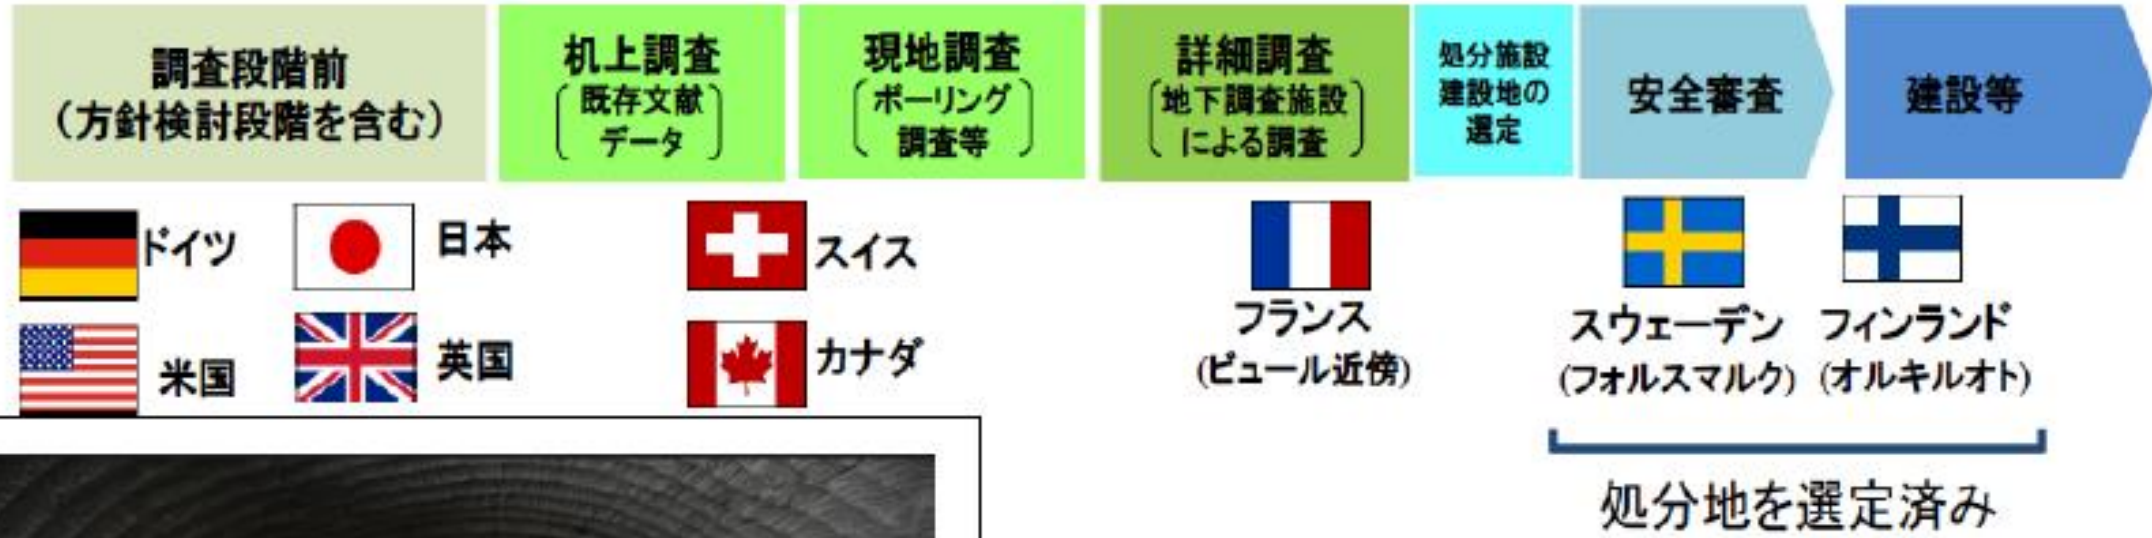 調査段階前
(方針検討段階を含む)
机上調査
既存文献
データ
現地調査
ボーリング
調査等
詳細調査
地下調査施設
による調査
処分施設
建設地の
選定
安全審査
建設等
ドイツ
日本
スイス
米国
英国
カナダ
フランス
(ビュール近傍)
スウェーデン
(フォルスマルク)
フィンランド
(オルキルオト)
処分地を選定済み